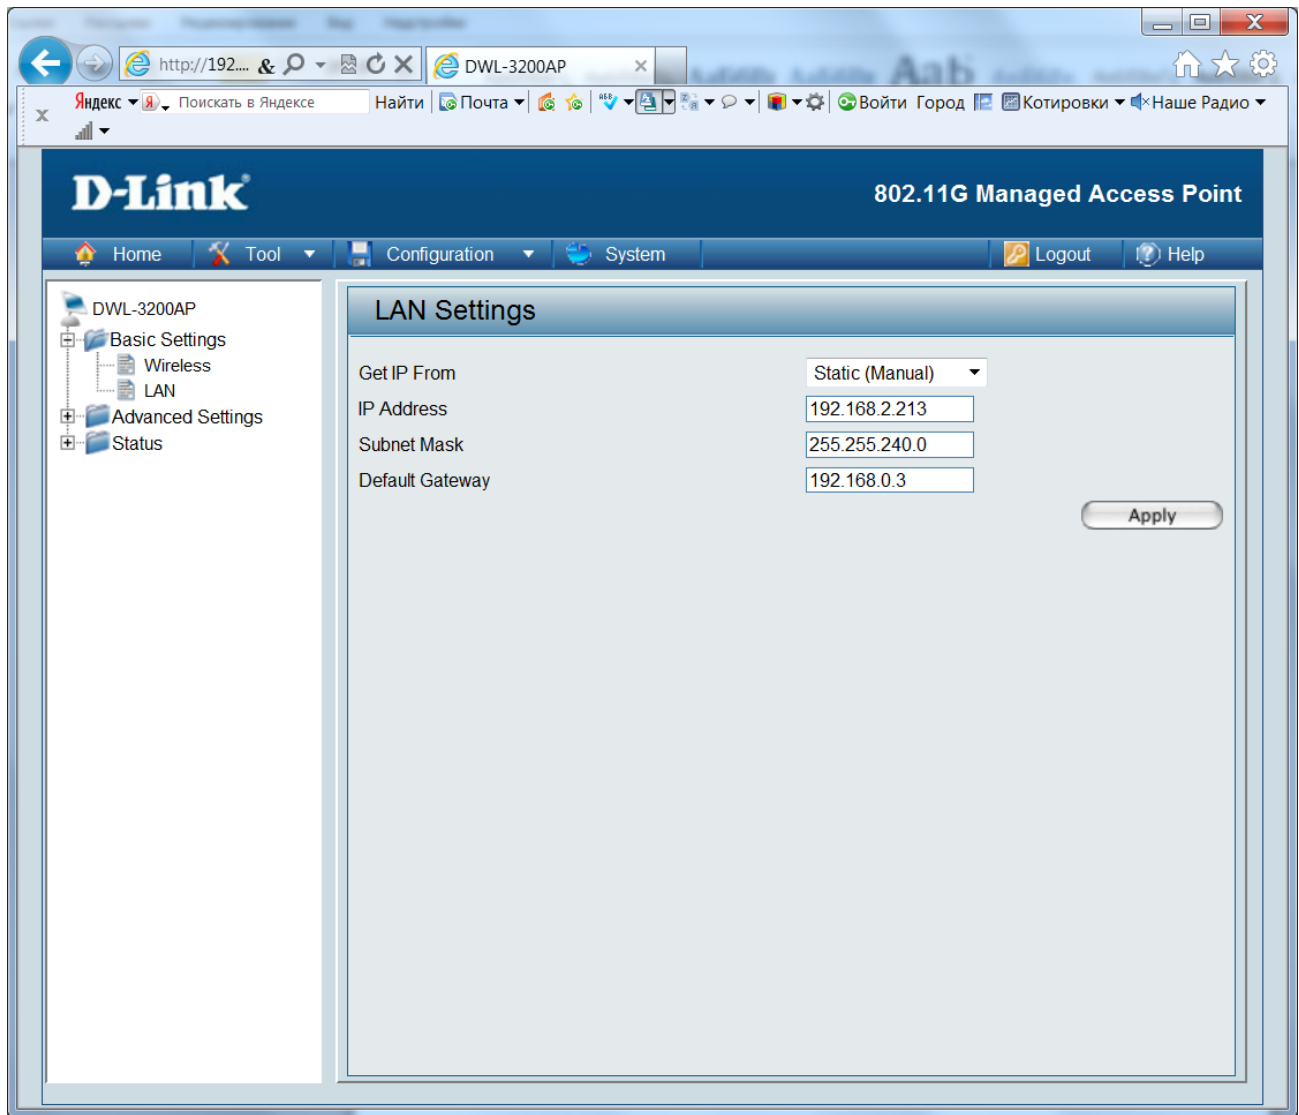 http://192.... & DWL-3200AP
Яндекс Я Поискать в Яндексе Найти Почта Войти Город Котировки Наше Радио
D-Link
802.11G Managed Access Point
Home Tool Configuration System Logout Help
DWL-3200AP
Basic Settings
Wireless
LAN
Advanced Settings
Status
LAN Settings
Get IP From Static (Manual)
IP Address 192.168.2.213
Subnet Mask 255.255.240.0
Default Gateway 192.168.0.3
Apply